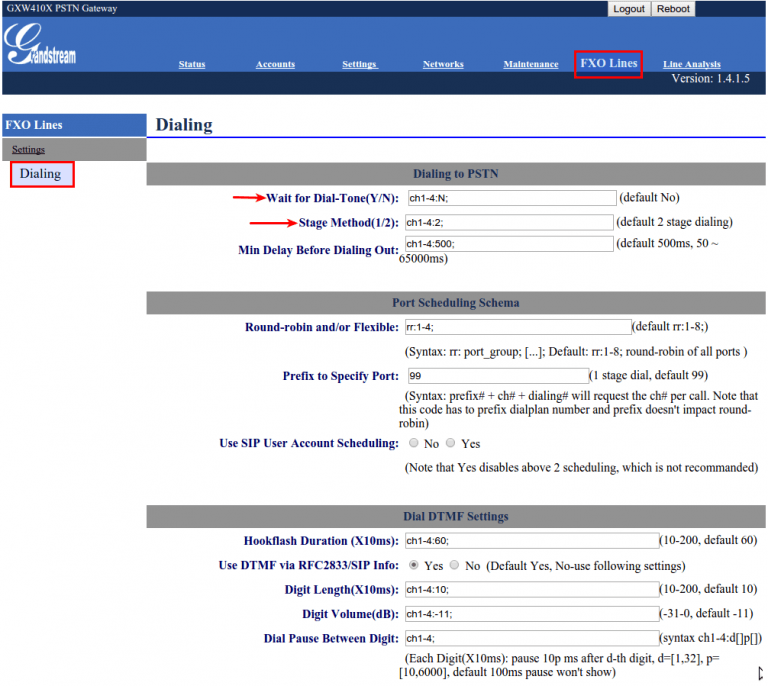 GXW410X PSTN Gateway
Logout Reboot
Grandstream
Status Accounts Settings Networks Maintenance FXO Lines Line Analysis
Version: 1.4.1.5
FXO Lines
Settings
Dialing
Dialing
Dialing to PSTN
Wait for Dial-Tone(Y/N): ch1-4:N; (default No)
Stage Method(1/2): ch1-4:2; (default 2 stage dialing)
Min Delay Before Dialing Out: ch1-4:500; (default 500ms, 50 ~
65000ms)
Port Scheduling Schema
Round-robin and/or Flexible: rr:1-4; (default rr:1-8;)
(Syntax: rr: port_group; [...]; Default: rr:1-8; round-robin of all ports )
Prefix to Specify Port: 99 (1 stage dial, default 99)
(Syntax: prefix# + ch# + dialing# will request the ch# per call. Note that
this code has to prefix dialplan number and prefix doesn't impact round-
robin)
Use SIP User Account Scheduling: No Yes
(Note that Yes disables above 2 scheduling, which is not recommanded)
Dial DTMF Settings
Hookflash Duration (X10ms): ch1-4:60; (10-200, default 60)
Use DTMF via RFC2833/SIP Info: Yes No (Default Yes, No-use following settings)
Digit Length(X10ms): ch1-4:10; (10-200, default 10)
Digit Volume(dB): ch1-4:-11; (-31-0, default -11)
Dial Pause Between Digit: ch1-4; (syntax ch1-4:d[]p[])
(Each Digit(X10ms): pause 10p ms after d-th digit, d=[1,32], p=
[10,6000], default 100ms pause won't show)